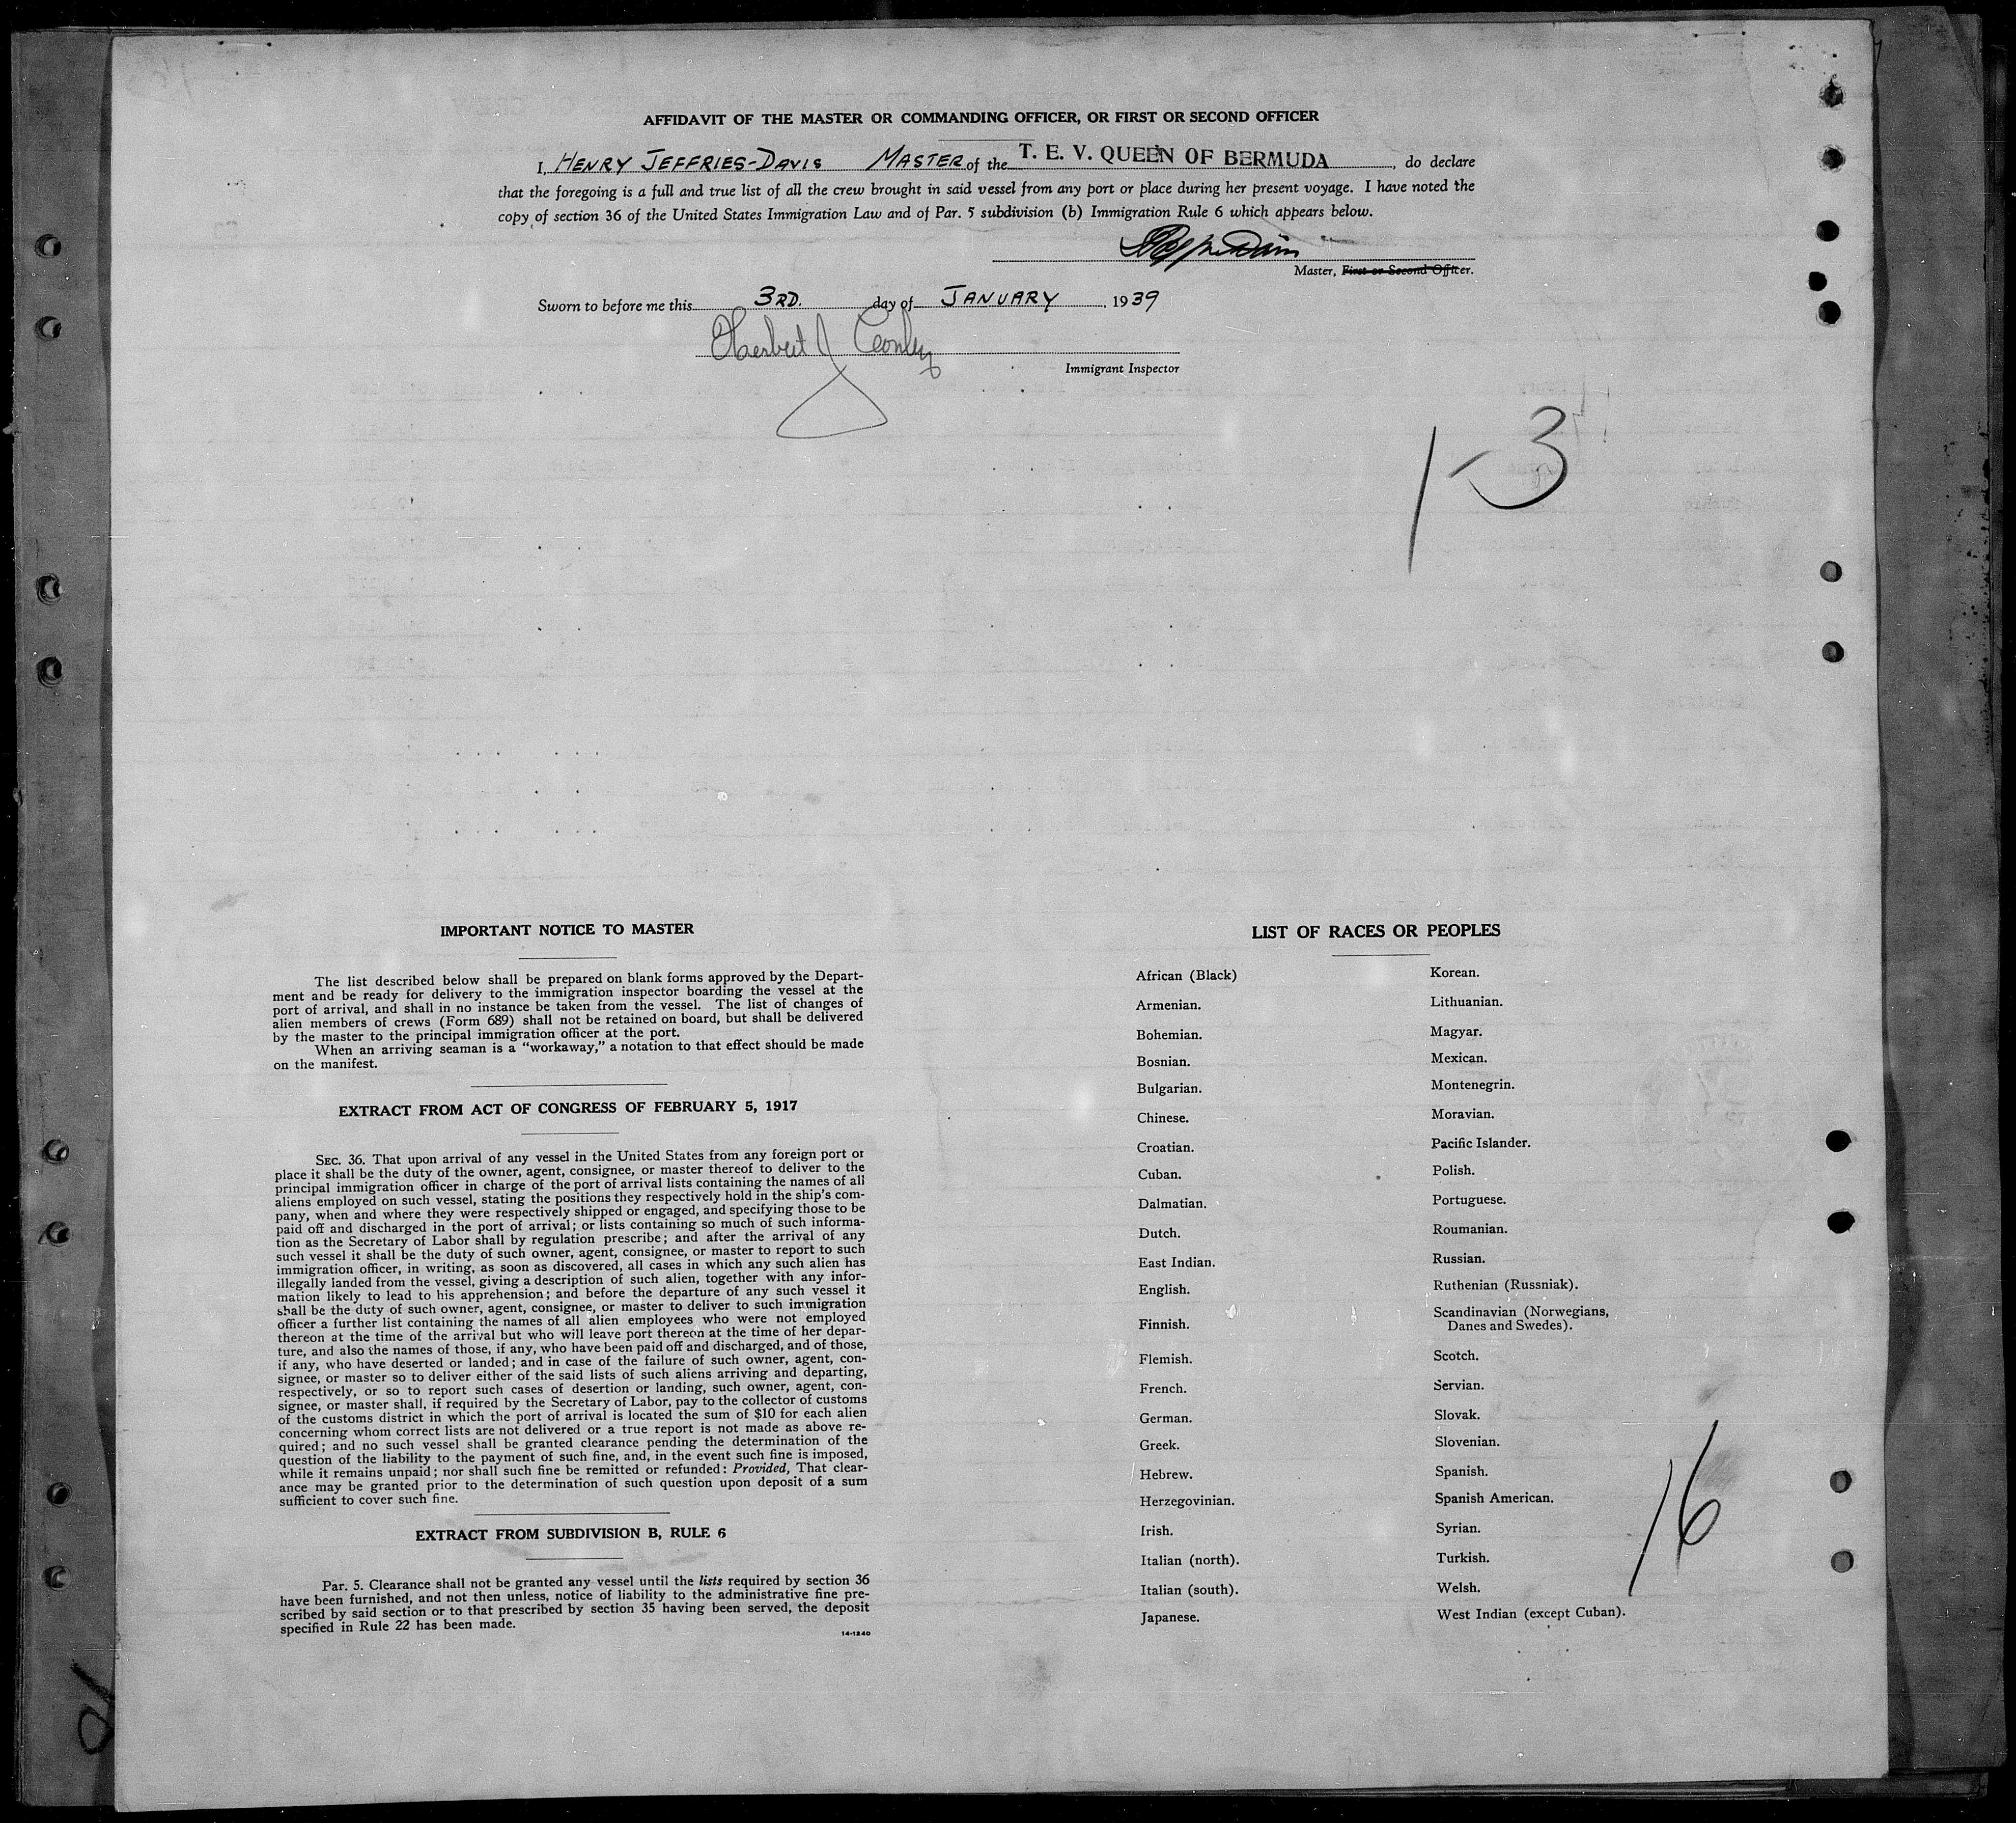 AFFIDAVIT OF THE MASTER OR COMMANDING OFFICER, OR FIRST OR SECOND OFFICER
I, HENRY JEFFRIES-DAVIS MASTER of the T. E. V. QUEEN OF BERMUDA, do declare
that the foregoing is a full and true list of all the crew brought in said vessel from any port or place during her present voyage. I have noted the
copy of section 36 of the United States Immigration Law and of Par. 5 subdivision (b) Immigration Rule 6 which appears below.
Master, First or Second Officer.
Sworn to before me this 3RD. day of JANUARY, 1939
Herbert J Conley
Immigrant Inspector
1-3
IMPORTANT NOTICE TO MASTER
The list described below shall be prepared on blank forms approved by the Depart-
ment and be ready for delivery to the immigration inspector boarding the vessel at the
port of arrival, and shall in no instance be taken from the vessel. The list of changes of
alien members of crews (Form 689) shall not be retained on board, but shall be delivered
by the master to the principal immigration officer at the port.
When an arriving seaman is a "workaway," a notation to that effect should be made
on the manifest.
EXTRACT FROM ACT OF CONGRESS OF FEBRUARY 5, 1917
SEC. 36. That upon arrival of any vessel in the United States from any foreign port or
place it shall be the duty of the owner, agent, consignee, or master thereof to deliver to the
principal immigration officer in charge of the port of arrival lists containing the names of all
aliens employed on such vessel, stating the positions they respectively hold in the ship's com-
pany, when and where they were respectively shipped or engaged, and specifying those to be
paid off and discharged in the port of arrival; or lists containing so much of such informa-
tion as the Secretary of Labor shall by regulation prescribe; and after the arrival of any
such vessel it shall be the duty of such owner, agent, consignee, or master to report to such
immigration officer, in writing, as soon as discovered, all cases in which any such alien has
illegally landed from the vessel, giving a description of such alien, together with any infor-
mation likely to lead to his apprehension; and before the departure of any such vessel it
shall be the duty of such owner, agent, consignee, or master to deliver to such immigration
officer a further list containing the names of all alien employees who were not employed
thereon at the time of the arrival but who will leave port thereon at the time of her depar-
ture, and also the names of those, if any, who have been paid off and discharged, and of those,
if any, who have deserted or landed; and in case of the failure of such owner, agent, con-
signee, or master so to deliver either of the said lists of such aliens arriving and departing,
respectively, or so to report such cases of desertion or landing, such owner, agent, con-
signee, or master shall, if required by the Secretary of Labor, pay to the collector of customs
of the customs district in which the port of arrival is located the sum of $10 for each alien
concerning whom correct lists are not delivered or a true report is not made as above re-
quired; and no such vessel shall be granted clearance pending the determination of the
question of the liability to the payment of such fine, and, in the event such fine is imposed,
while it remains unpaid; nor shall such fine be remitted or refunded: Provided, That clear-
ance may be granted prior to the determination of such question upon deposit of a sum
sufficient to cover such fine.
EXTRACT FROM SUBDIVISION B, RULE 6
Par. 5. Clearance shall not be granted any vessel until the lists required by section 36
have been furnished, and not then unless, notice of liability to the administrative fine pre-
scribed by said section or to that prescribed by section 35 having been served, the deposit
specified in Rule 22 has been made.
14-1240
LIST OF RACES OR PEOPLES
African (Black)
Armenian.
Bohemian.
Bosnian.
Bulgarian.
Chinese.
Croatian.
Cuban.
Dalmatian.
Dutch.
East Indian.
English.
Finnish.
Flemish.
French.
German.
Greek.
Hebrew.
Herzegovinian.
Irish.
Italian (north).
Italian (south).
Japanese.
Korean.
Lithuanian.
Magyar.
Mexican.
Montenegrin.
Moravian.
Pacific Islander.
Polish.
Portuguese.
Roumanian.
Russian.
Ruthenian (Russniak).
Scandinavian (Norwegians,
Danes and Swedes).
Scotch.
Servian.
Slovak.
Slovenian.
Spanish.
Spanish American.
Syrian.
Turkish.
Welsh.
West Indian (except Cuban).
16